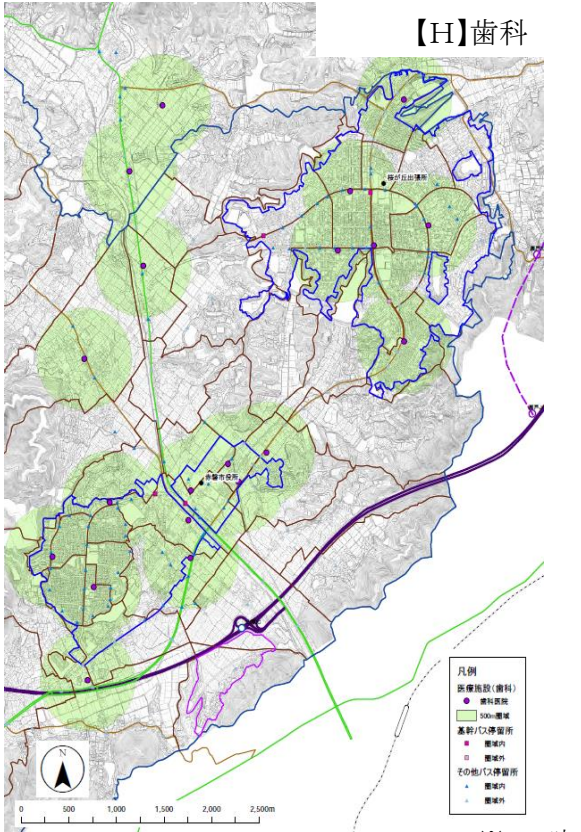 【H】歯科
桜が丘出張所
赤磐市役所
凡例
医療施設(歯科)
歯科医院
500m圏域
基幹バス停留所
圏域内
圏域外
その他バス停留所
圏域内
圏域外
N
0 500 1,000 1,500 2,000 2,500m